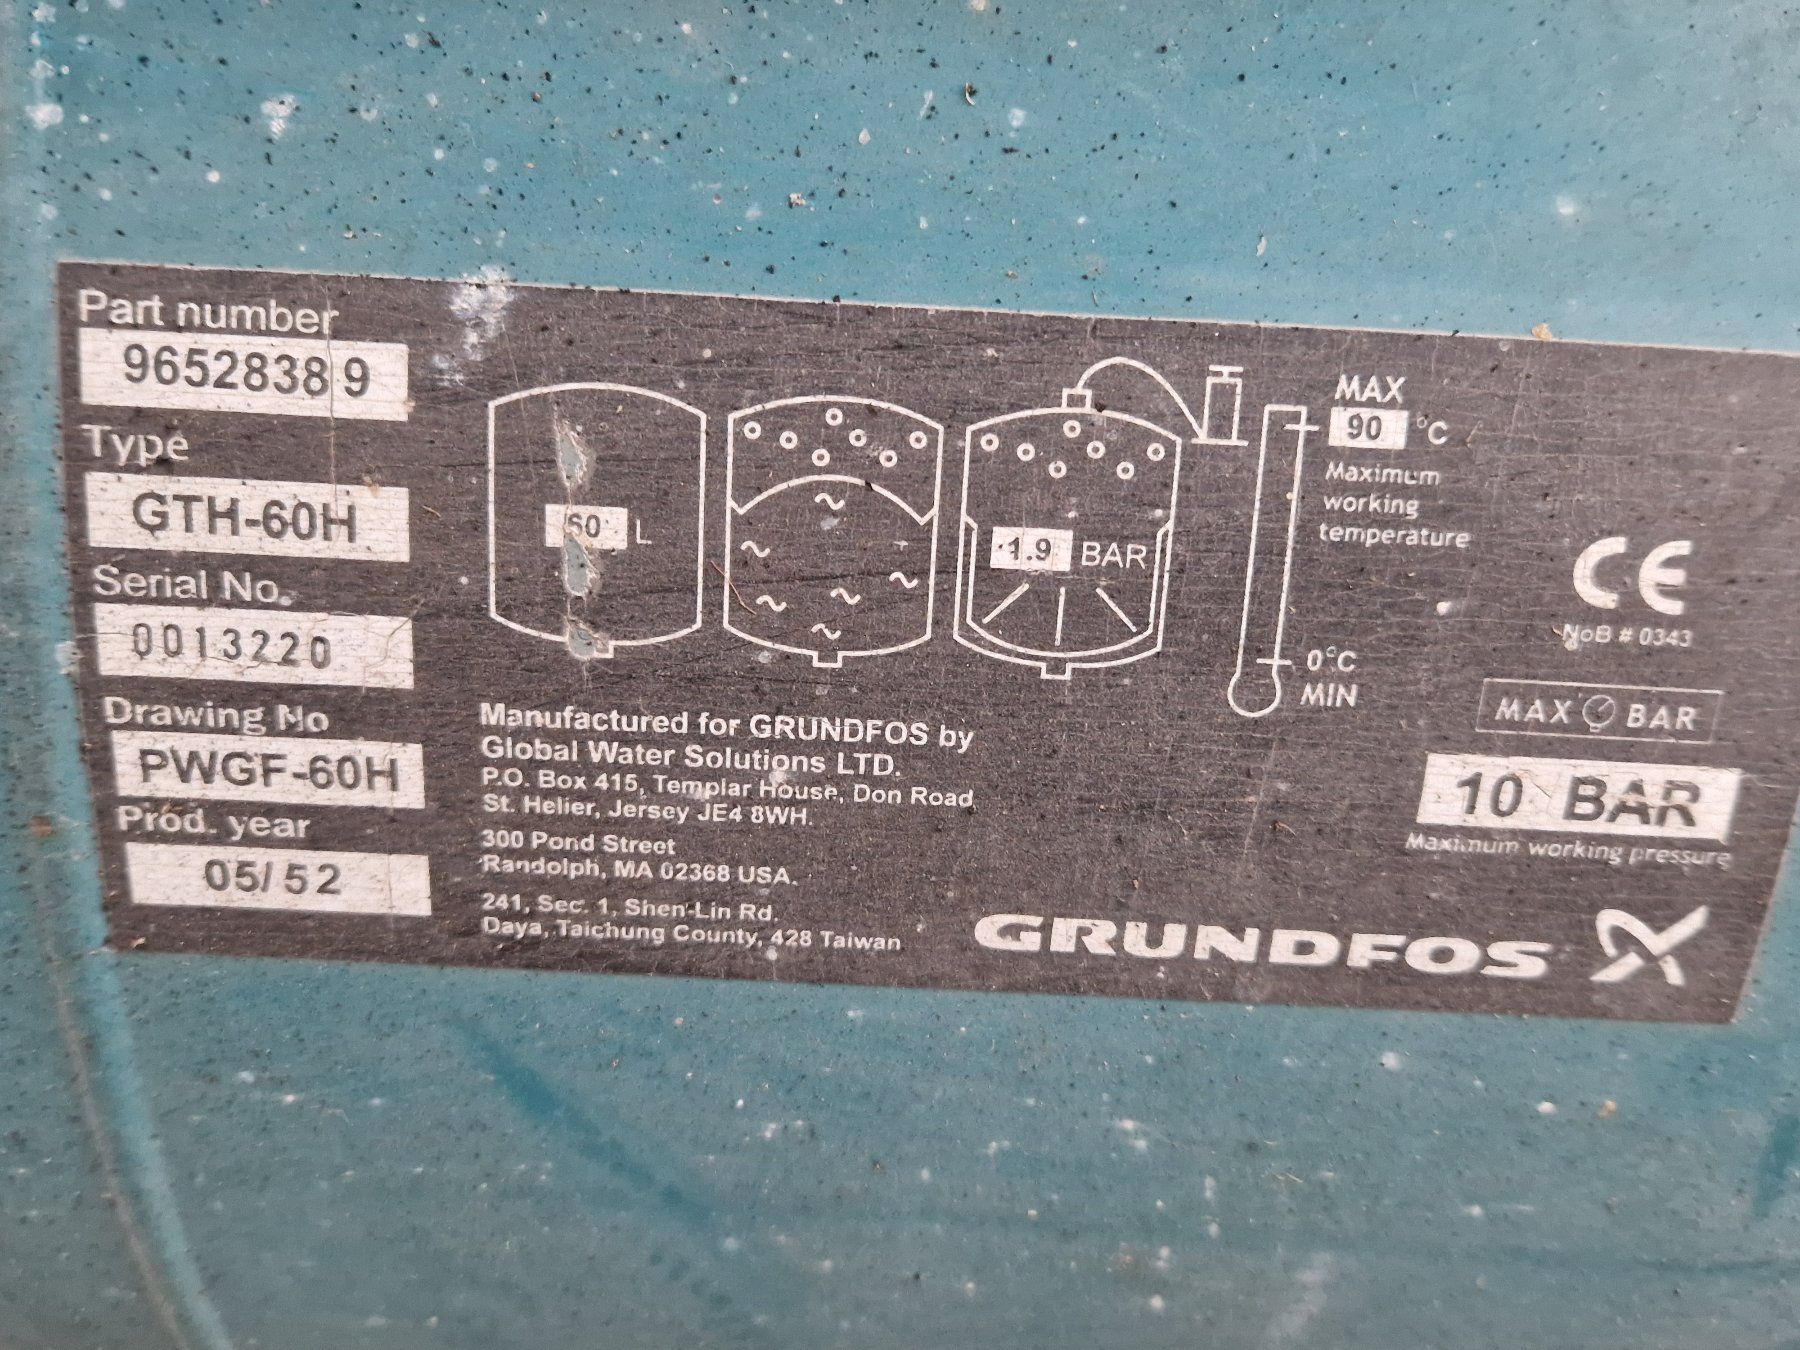 Part number
96528389
Type
GTH-60H
Serial No.
0013220
Drawing No
PWGF-60H
Prod. year
05/52
60 L
1.9 BAR
MAX
90 °C
Maximum
working
temperature
0°C
MIN
CE
NoB # 0343
MAX BAR
10 BAR
Maximum working pressure
Manufactured for GRUNDFOS by
Global Water Solutions LTD.
P.O. Box 415, Templar House, Don Road
St. Helier, Jersey JE4 8WH.
300 Pond Street
Randolph, MA 02368 USA.
241, Sec. 1, Shen-Lin Rd.
Daya, Taichung County, 428 Taiwan
GRUNDFOS